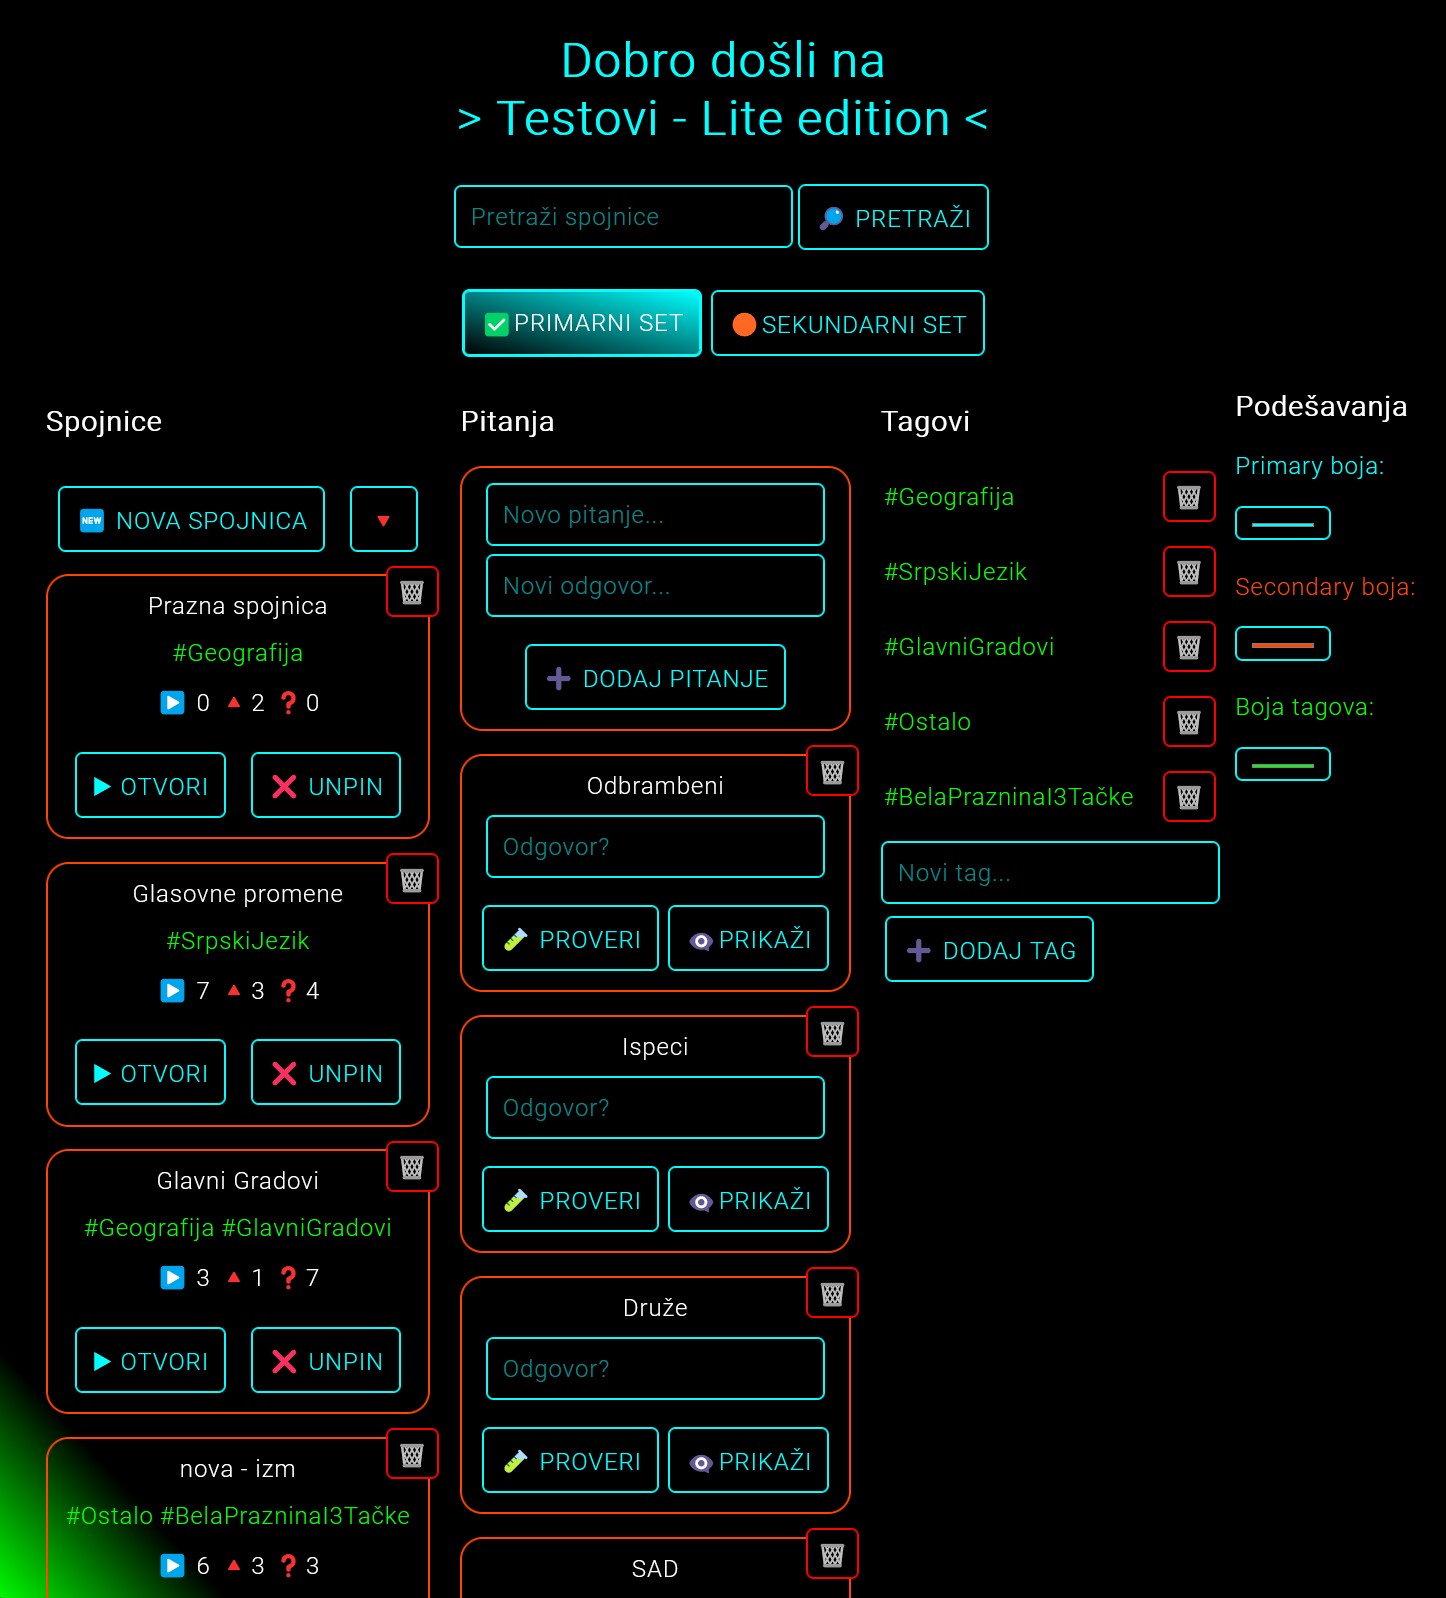 Dobro došli na
> Testovi - Lite edition <
Pretraži spojnice
PRETRAŽI
PRIMARNI SET
SEKUNDARNI SET
Spojnice
NEW NOVA SPOJNICA
Prazna spojnica
#Geografija
0 2 0
OTVORI
UNPIN
Glasovne promene
#SrpskiJezik
7 3 4
OTVORI
UNPIN
Glavni Gradovi
#Geografija #GlavniGradovi
3 1 7
OTVORI
UNPIN
nova - izm
#Ostalo #BelaPrazninaI3Tačke
6 3 3
Pitanja
Novo pitanje...
Novi odgovor...
DODAJ PITANJE
Odbrambeni
Odgovor?
PROVERI
PRIKAŽI
Ispeci
Odgovor?
PROVERI
PRIKAŽI
Druže
Odgovor?
PROVERI
PRIKAŽI
SAD
Tagovi
#Geografija
#SrpskiJezik
#GlavniGradovi
#Ostalo
#BelaPrazninaI3Tačke
Novi tag...
DODAJ TAG
Podešavanja
Primary boja:
Secondary boja:
Boja tagova: